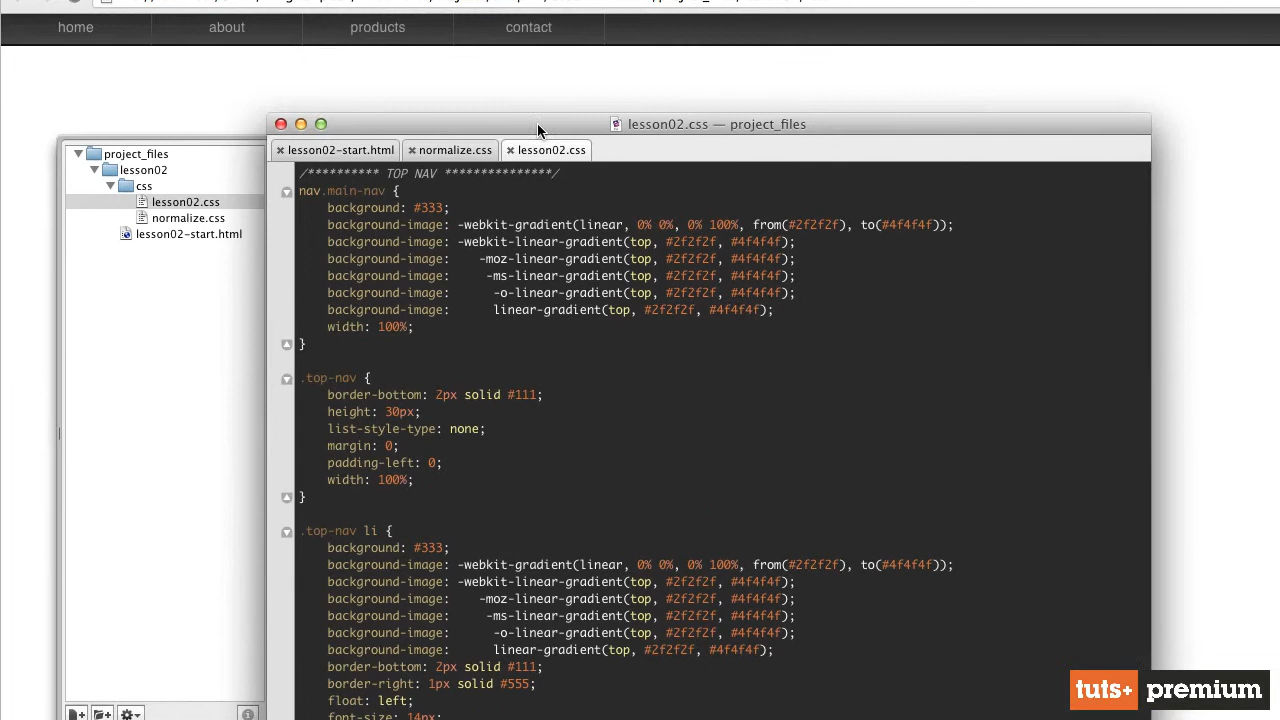 home about products contact
lesson02.css — project_files
project_files
lesson02
css
lesson02.css
normalize.css
lesson02-start.html
lesson02-start.html normalize.css lesson02.css
/********** TOP NAV ***************/
nav.main-nav {
background: #333;
background-image: -webkit-gradient(linear, 0% 0%, 0% 100%, from(#2f2f2f), to(#4f4f4f));
background-image: -webkit-linear-gradient(top, #2f2f2f, #4f4f4f);
background-image: -moz-linear-gradient(top, #2f2f2f, #4f4f4f);
background-image: -ms-linear-gradient(top, #2f2f2f, #4f4f4f);
background-image: -o-linear-gradient(top, #2f2f2f, #4f4f4f);
background-image: linear-gradient(top, #2f2f2f, #4f4f4f);
width: 100%;
}
.top-nav {
border-bottom: 2px solid #111;
height: 30px;
list-style-type: none;
margin: 0;
padding-left: 0;
width: 100%;
}
.top-nav li {
background: #333;
background-image: -webkit-gradient(linear, 0% 0%, 0% 100%, from(#2f2f2f), to(#4f4f4f));
background-image: -webkit-linear-gradient(top, #2f2f2f, #4f4f4f);
background-image: -moz-linear-gradient(top, #2f2f2f, #4f4f4f);
background-image: -ms-linear-gradient(top, #2f2f2f, #4f4f4f);
background-image: -o-linear-gradient(top, #2f2f2f, #4f4f4f);
background-image: linear-gradient(top, #2f2f2f, #4f4f4f);
border-bottom: 2px solid #111;
border-right: 1px solid #555;
float: left;
font-size: 14px;
tuts+ premium